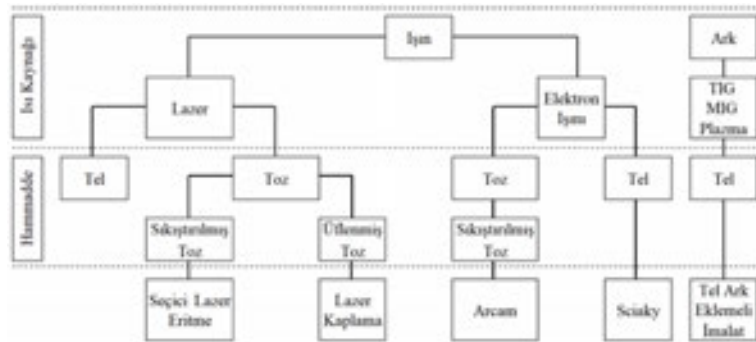 Isı Kaynağı
Işın
Ark
Lazer
Elektron
Işını
TIG
MIG
Plazma
Hammadde
Tel
Toz
Toz
Tel
Tel
Sıkıştırılmış
Toz
Üflenmiş
Toz
Sıkıştırılmış
Toz
Seçici Lazer
Eritme
Lazer
Kaplama
Arcam
Sciaky
Tel Ark
Eklemeli
İmalat